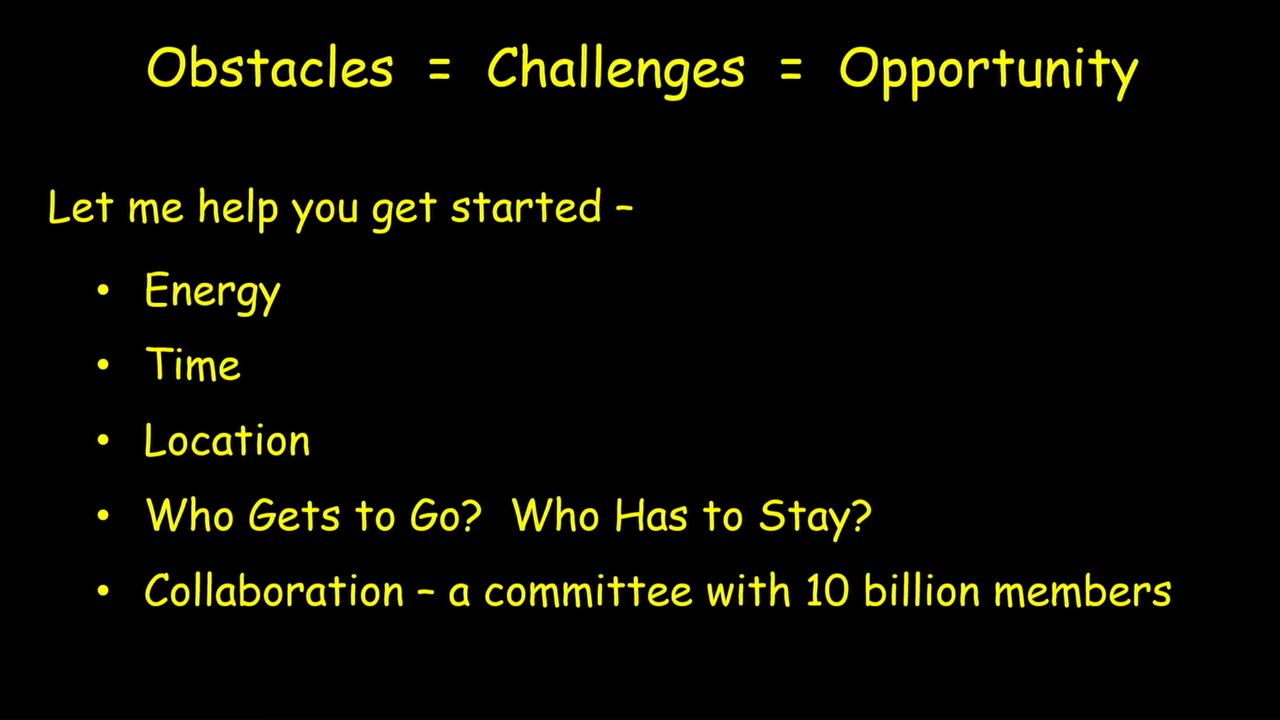 Obstacles = Challenges = Opportunity
Let me help you get started –
• Energy
• Time
• Location
• Who Gets to Go? Who Has to Stay?
• Collaboration – a committee with 10 billion members